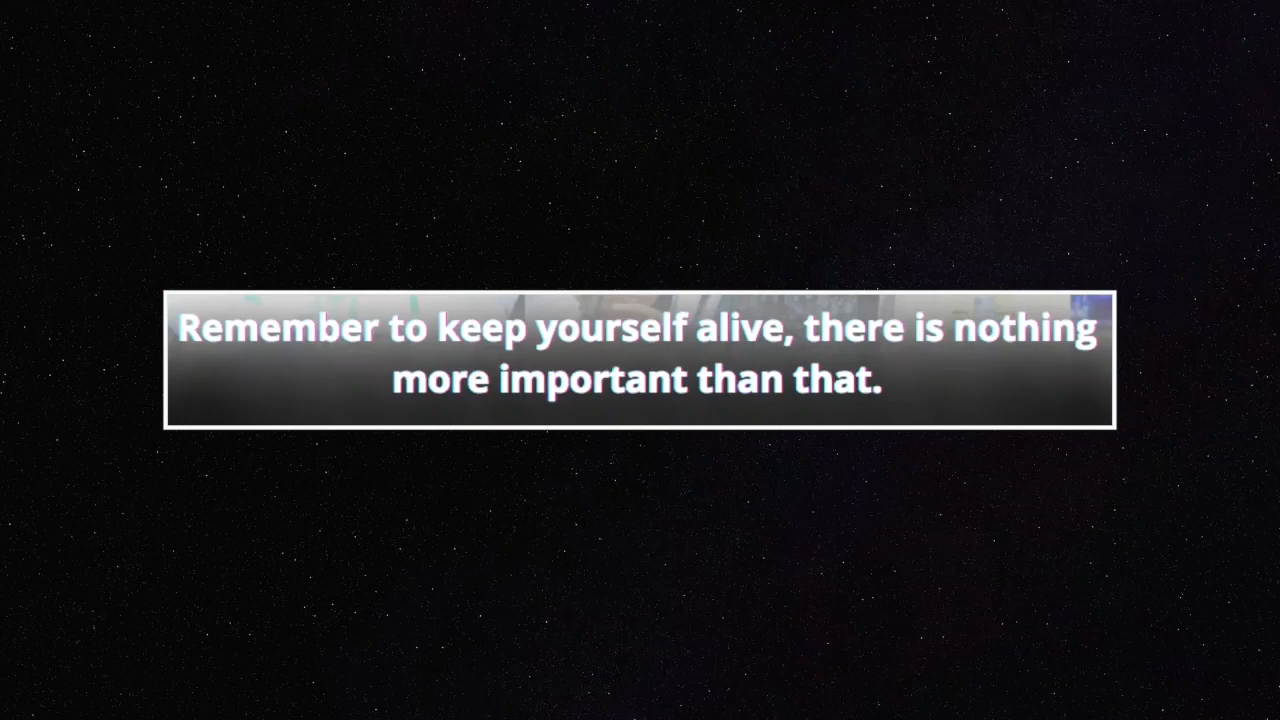 Remember to keep yourself alive, there is nothing
more important than that.